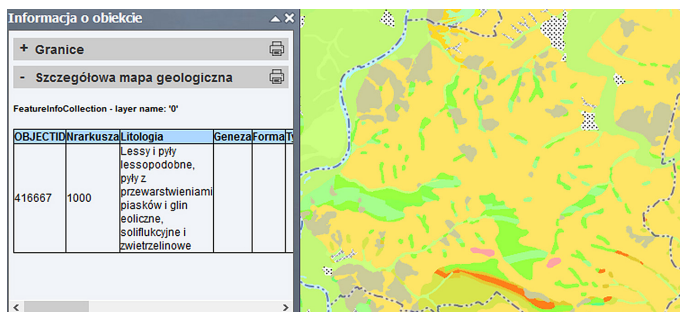 Informacja o obiekcie
+ Granice
- Szczegółowa mapa geologiczna
FeatureInfoCollection - layer name: '0'
OBJECTID Nrarkusza Litologia Geneza Forma Ty
416667 1000 Lessy i pyły
lessopodobne,
pyły z
przewarstwieniami
piasków i glin
eoliczne,
soliflukcyjne i
zwietrzelinowe